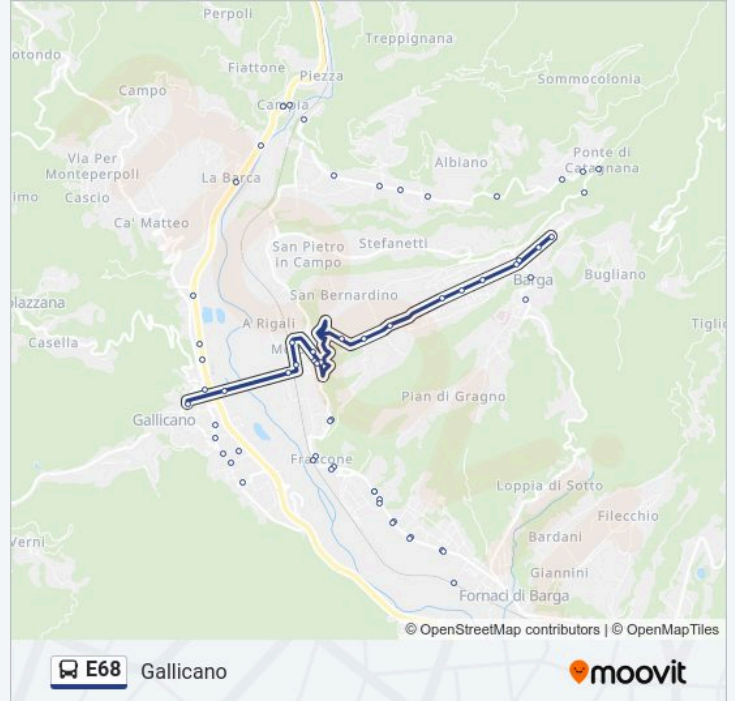 Perpoli
Treppignana
otondo
Fiattone
Piezza
Sommocolonia
Campo
Campia
Via Per
Monteperpoli
Albiano
Ponte di
Catagnana
La Barca
imo
Cascio
Ca' Matteo
San Pietro
in Campo
Stefanetti
Barga
Bugliano
olazzana
San Bernardino
A Rigali
Tiglio
Casella
M
Pian di Gragno
Gallicano
Frascone
Loppia di Sotto
Filecchio
Verni
Bardani
Giannini
Fornaci di Barga
© OpenStreetMap contributors | © OpenMapTiles
E68 Gallicano
moovit